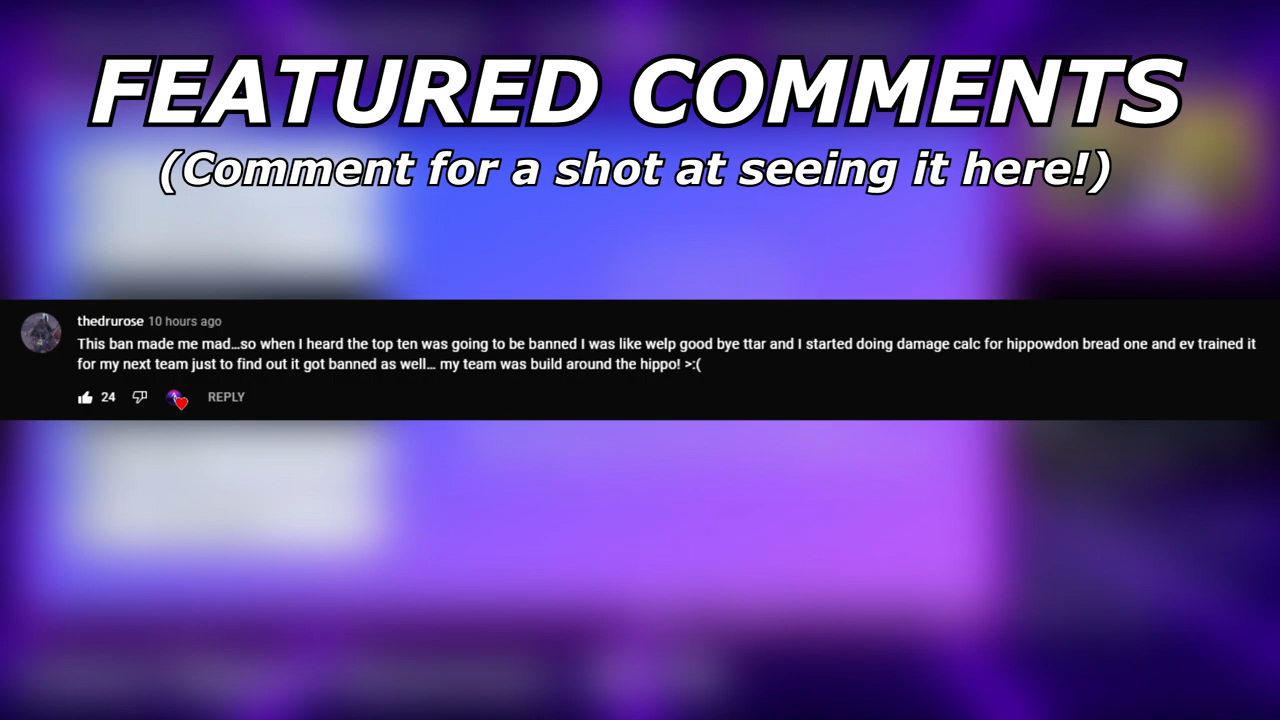 FEATURED COMMENTS
(Comment for a shot at seeing it here!)
thedrurose 10 hours ago
This ban made me mad...so when I heard the top ten was going to be banned I was like welp good bye ttar and I started doing damage calc for hippowdon bread one and ev trained it
for my next team just to find out it got banned as well... my team was build around the hippo! >:(
24 REPLY